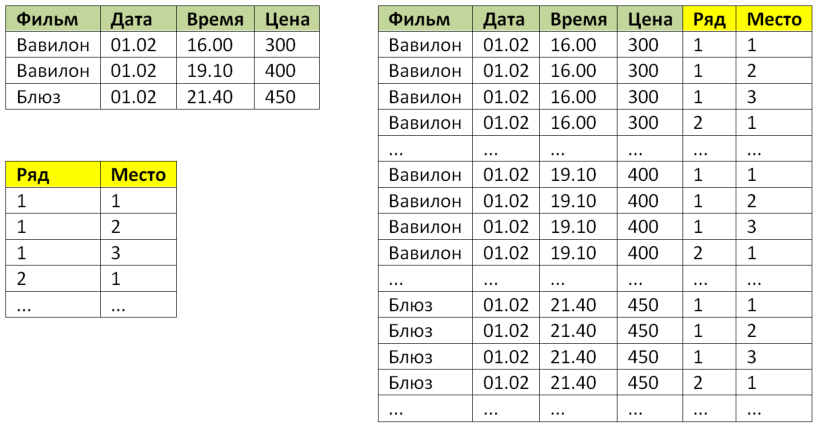 Фильм Дата Время Цена
Вавилон 01.02 16.00 300
Вавилон 01.02 19.10 400
Блюз 01.02 21.40 450
Ряд Место
1 1
1 2
1 3
2 1
... ...
Фильм Дата Время Цена Ряд Место
Вавилон 01.02 16.00 300 1 1
Вавилон 01.02 16.00 300 1 2
Вавилон 01.02 16.00 300 1 3
Вавилон 01.02 16.00 300 2 1
... ... ... ... ... ...
Вавилон 01.02 19.10 400 1 1
Вавилон 01.02 19.10 400 1 2
Вавилон 01.02 19.10 400 1 3
Вавилон 01.02 19.10 400 2 1
... ... ... ... ... ...
Блюз 01.02 21.40 450 1 1
Блюз 01.02 21.40 450 1 2
Блюз 01.02 21.40 450 1 3
Блюз 01.02 21.40 450 2 1
... ... ... ... ... ...